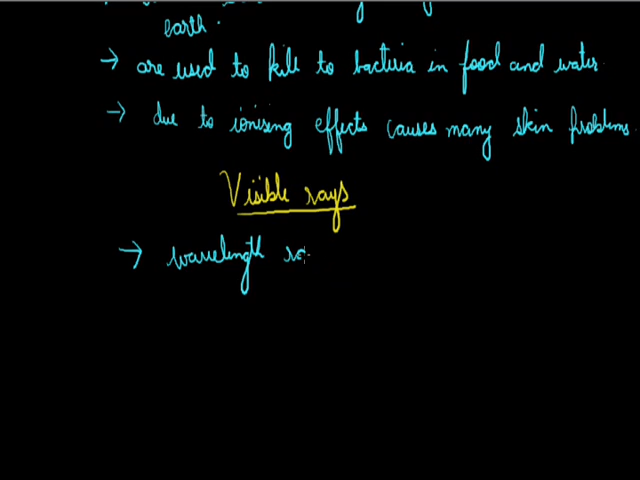 earth.
→ are used to kill to bacteria in food and water.
→ due to ionising effects causes many skin problems.
Visible rays
→ wavelength ra